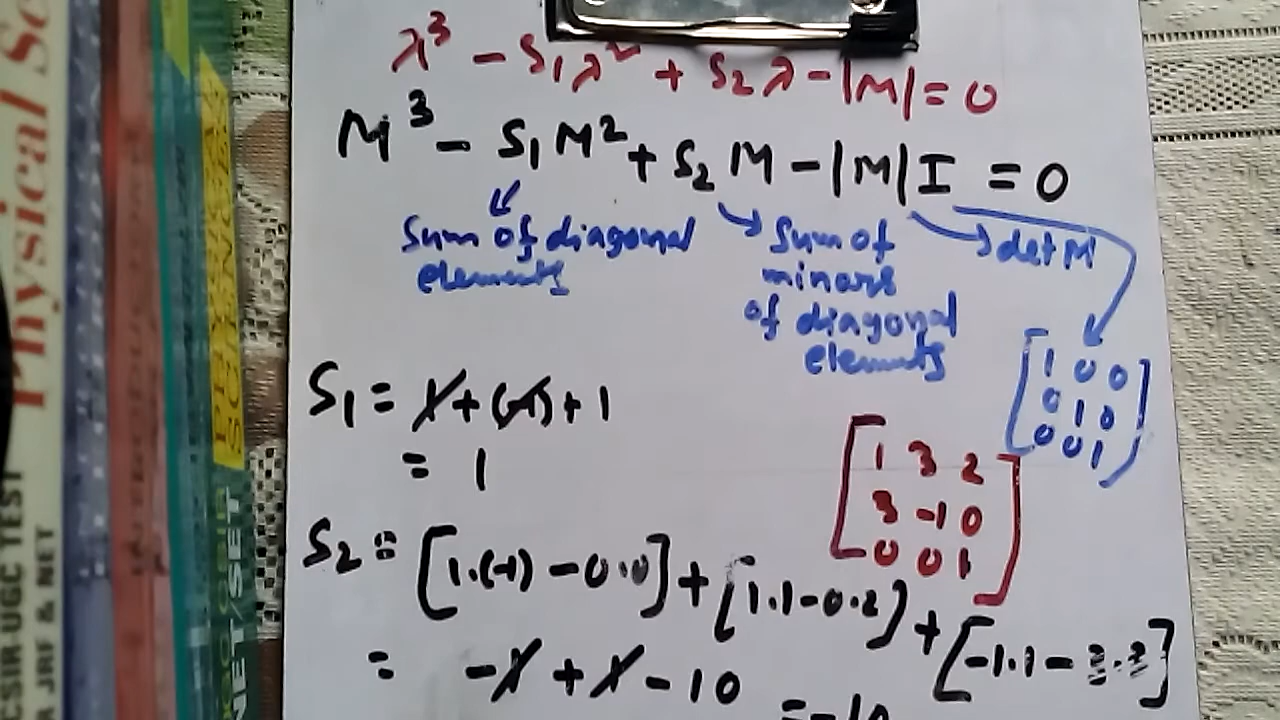 λ³ - S₁λ² + S₂λ - |M| = 0
M³ - S₁M² + S₂M - |M| I = 0
Sum of diagonal
elements
Sum of
minors
of diagonal
elements
det M
1 0 0
0 1 0
0 0 1
S₁ = 1 + (-1) + 1
= 1
1 3 2
3 -1 0
0 0 1
S₂ = [1.(-1) - 0.0] + [1.1 - 0.2] + [-1.1 - 3.3]
= -1 + 1 - 10 = -10
Physical Sc
CSIR-UGC TEST
R JRF & NET
NET/SET